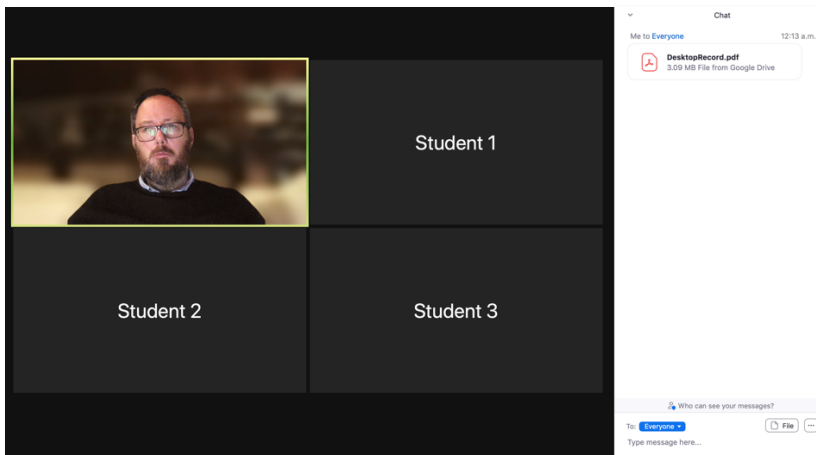 Chat
Me to Everyone 12:13 a.m.
DesktopRecord.pdf
3.09 MB File from Google Drive
Student 1
Student 2
Student 3
Who can see your messages?
To: Everyone
File
Type message here...